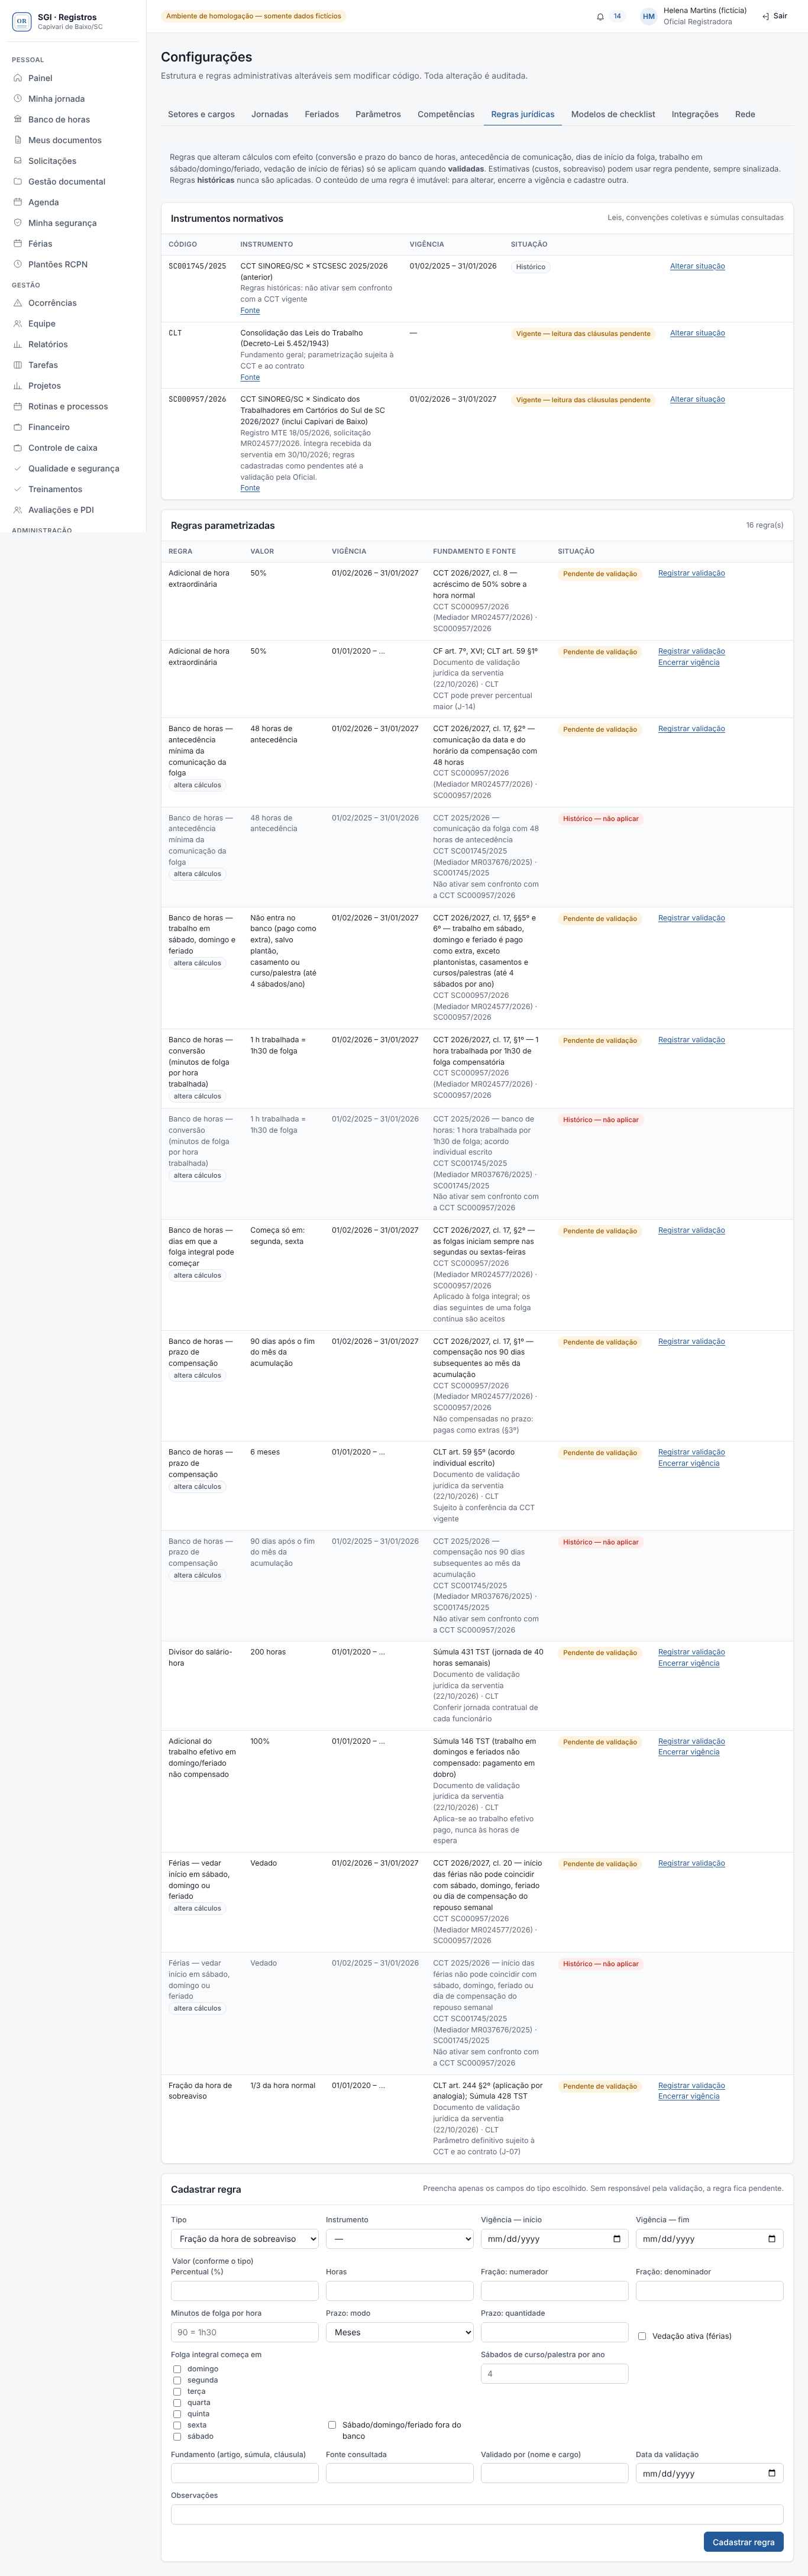 OR
SGI · Registros
Capivari de Baixo/SC
Ambiente de homologação — somente dados fictícios
14
HM
Helena Martins (fictícia)
Oficial Registradora
Sair
PESSOAL
Painel
Minha jornada
Banco de horas
Meus documentos
Solicitações
Gestão documental
Agenda
Minha segurança
Férias
Plantões RCPN
GESTÃO
Ocorrências
Equipe
Relatórios
Tarefas
Projetos
Rotinas e processos
Financeiro
Controle de caixa
Qualidade e segurança
Treinamentos
Avaliações e PDI
ADMINISTRAÇÃO
Configurações
Estrutura e regras administrativas alteráveis sem modificar código. Toda alteração é auditada.
Setores e cargos
Jornadas
Feriados
Parâmetros
Competências
Regras jurídicas
Modelos de checklist
Integrações
Rede
Regras que alteram cálculos com efeito (conversão e prazo do banco de horas, antecedência de comunicação, dias de início da folga, trabalho em
sábado/domingo/feriado, vedação de início de férias) só se aplicam quando validadas. Estimativas (custos, sobreaviso) podem usar regra pendente, sempre sinalizada.
Regras históricas nunca são aplicadas. O conteúdo de uma regra é imutável: para alterar, encerre a vigência e cadastre outra.
Instrumentos normativos
Leis, convenções coletivas e súmulas consultadas
CÓDIGO
INSTRUMENTO
VIGÊNCIA
SITUAÇÃO
SC001745/2025
CCT SINOREG/SC × STCSESC 2025/2026
(anterior)
Regras históricas: não ativar sem confronto
com a CCT vigente
Fonte
01/02/2025 – 31/01/2026
Histórico
Alterar situação
CLT
Consolidação das Leis do Trabalho
(Decreto-Lei 5.452/1943)
Fundamento geral; parametrização sujeita à
CCT e ao contrato
Fonte
—
Vigente — leitura das cláusulas pendente
Alterar situação
SC000957/2026
CCT SINOREG/SC × Sindicato dos
Trabalhadores em Cartórios do Sul de SC
2026/2027 (inclui Capivari de Baixo)
Registro MTE 18/05/2026, solicitação
MR024577/2026. Íntegra recebida da
serventia em 30/10/2026; regras
cadastradas como pendentes até a
validação pela Oficial.
Fonte
01/02/2026 – 31/01/2027
Vigente — leitura das cláusulas pendente
Alterar situação
Regras parametrizadas
16 regra(s)
REGRA
VALOR
VIGÊNCIA
FUNDAMENTO E FONTE
SITUAÇÃO
Adicional de hora
extraordinária
50%
01/02/2026 – 31/01/2027
CCT 2026/2027, cl. 8 —
acréscimo de 50% sobre a
hora normal
CCT SC000957/2026
(Mediador MR024577/2026) ·
SC000957/2026
Pendente de validação
Registrar validação
Adicional de hora
extraordinária
50%
01/01/2020 – ...
CF art. 7º, XVI; CLT art. 59 §1º
Documento de validação
jurídica da serventia
(22/10/2026) · CLT
CCT pode prever percentual
maior (J-14)
Pendente de validação
Registrar validação
Encerrar vigência
Banco de horas —
antecedência
mínima da
comunicação da
folga
altera cálculos
48 horas de
antecedência
01/02/2026 – 31/01/2027
CCT 2026/2027, cl. 17, §2º —
comunicação da data e do
horário da compensação com
48 horas
CCT SC000957/2026
(Mediador MR024577/2026) ·
SC000957/2026
Pendente de validação
Registrar validação
Banco de horas —
antecedência
mínima da
comunicação da
folga
altera cálculos
48 horas de
antecedência
01/02/2025 – 31/01/2026
CCT 2025/2026 —
comunicação da folga com 48
horas de antecedência
CCT SC001745/2025
(Mediador MR037676/2025) ·
SC001745/2025
Não ativar sem confronto com
a CCT SC000957/2026
Histórico — não aplicar
Banco de horas —
trabalho em
sábado, domingo e
feriado
altera cálculos
Não entra no
banco (pago como
extra), salvo
plantão,
casamento ou
curso/palestra (até
4 sábados/ano)
01/02/2026 – 31/01/2027
CCT 2026/2027, cl. 17, §§5º e
6º — trabalho em sábado,
domingo e feriado é pago
como extra, exceto
plantonistas, casamentos e
cursos/palestras (até 4
sábados por ano)
CCT SC000957/2026
(Mediador MR024577/2026) ·
SC000957/2026
Pendente de validação
Registrar validação
Banco de horas —
conversão
(minutos de folga
por hora
trabalhada)
altera cálculos
1 h trabalhada =
1h30 de folga
01/02/2026 – 31/01/2027
CCT 2026/2027, cl. 17, §1º — 1
hora trabalhada por 1h30 de
folga compensatória
CCT SC000957/2026
(Mediador MR024577/2026) ·
SC000957/2026
Pendente de validação
Registrar validação
Banco de horas —
conversão
(minutos de folga
por hora
trabalhada)
altera cálculos
1 h trabalhada =
1h30 de folga
01/02/2025 – 31/01/2026
CCT 2025/2026 — banco de
horas: 1 hora trabalhada por
1h30 de folga; acordo
individual escrito
CCT SC001745/2025
(Mediador MR037676/2025) ·
SC001745/2025
Não ativar sem confronto com
a CCT SC000957/2026
Histórico — não aplicar
Banco de horas —
dias em que a
folga integral pode
começar
altera cálculos
Começa só em:
segunda, sexta
01/02/2026 – 31/01/2027
CCT 2026/2027, cl. 17, §2º —
as folgas iniciam sempre nas
segundas ou sextas-feiras
CCT SC000957/2026
(Mediador MR024577/2026) ·
SC000957/2026
Aplicado à folga integral; os
dias seguintes de uma folga
contínua são aceitos
Pendente de validação
Registrar validação
Banco de horas —
prazo de
compensação
altera cálculos
90 dias após o fim
do mês da
acumulação
01/02/2026 – 31/01/2027
CCT 2026/2027, cl. 17, §1º —
compensação nos 90 dias
subsequentes ao mês da
acumulação
CCT SC000957/2026
(Mediador MR024577/2026) ·
SC000957/2026
Não compensadas no prazo:
pagas como extras (§3º)
Pendente de validação
Registrar validação
Banco de horas —
prazo de
compensação
altera cálculos
6 meses
01/01/2020 – ...
CLT art. 59 §5º (acordo
individual escrito)
Documento de validação
jurídica da serventia
(22/10/2026) · CLT
Sujeito à conferência da CCT
vigente
Pendente de validação
Registrar validação
Encerrar vigência
Banco de horas —
prazo de
compensação
altera cálculos
90 dias após o fim
do mês da
acumulação
01/02/2025 – 31/01/2026
CCT 2025/2026 —
compensação nos 90 dias
subsequentes ao mês da
acumulação
CCT SC001745/2025
(Mediador MR037676/2025) ·
SC001745/2025
Não ativar sem confronto com
a CCT SC000957/2026
Histórico — não aplicar
Divisor do salário-
hora
200 horas
01/01/2020 – ...
Súmula 431 TST (jornada de 40
horas semanais)
Documento de validação
jurídica da serventia
(22/10/2026) · CLT
Conferir jornada contratual de
cada funcionário
Pendente de validação
Registrar validação
Encerrar vigência
Adicional do
trabalho efetivo em
domingo/feriado
não compensado
100%
01/01/2020 – ...
Súmula 146 TST (trabalho em
domingos e feriados não
compensado: pagamento em
dobro)
Documento de validação
jurídica da serventia
(22/10/2026) · CLT
Aplica-se ao trabalho efetivo
pago, nunca às horas de
espera
Pendente de validação
Registrar validação
Encerrar vigência
Férias — vedar
início em sábado,
domingo ou
feriado
altera cálculos
Vedado
01/02/2026 – 31/01/2027
CCT 2026/2027, cl. 20 — início
das férias não pode coincidir
com sábado, domingo, feriado
ou dia de compensação do
repouso semanal
CCT SC000957/2026
(Mediador MR024577/2026) ·
SC000957/2026
Pendente de validação
Registrar validação
Férias — vedar
início em sábado,
domingo ou
feriado
altera cálculos
Vedado
01/02/2025 – 31/01/2026
CCT 2025/2026 — início das
férias não pode coincidir com
sábado, domingo, feriado ou
dia de compensação do
repouso semanal
CCT SC001745/2025
(Mediador MR037676/2025) ·
SC001745/2025
Não ativar sem confronto com
a CCT SC000957/2026
Histórico — não aplicar
Fração da hora de
sobreaviso
1/3 da hora normal
01/01/2020 – ...
CLT art. 244 §2º (aplicação por
analogia); Súmula 428 TST
Documento de validação
jurídica da serventia
(22/10/2026) · CLT
Parâmetro definitivo sujeito à
CCT e ao contrato (J-07)
Pendente de validação
Registrar validação
Encerrar vigência
Cadastrar regra
Preencha apenas os campos do tipo escolhido. Sem responsável pela validação, a regra fica pendente.
Tipo
Instrumento
Vigência — início
Vigência — fim
Fração da hora de sobreaviso
—
mm/dd/yyyy
mm/dd/yyyy
Valor (conforme o tipo)
Percentual (%)
Horas
Fração: numerador
Fração: denominador
Minutos de folga por hora
Prazo: modo
Prazo: quantidade
90 = 1h30
Meses
Vedação ativa (férias)
Folga integral começa em
domingo
segunda
terça
quarta
quinta
sexta
sábado
Sábado/domingo/feriado fora do
banco
Sábados de curso/palestra por ano
4
Fundamento (artigo, súmula, cláusula)
Fonte consultada
Validado por (nome e cargo)
Data da validação
mm/dd/yyyy
Observações
Cadastrar regra